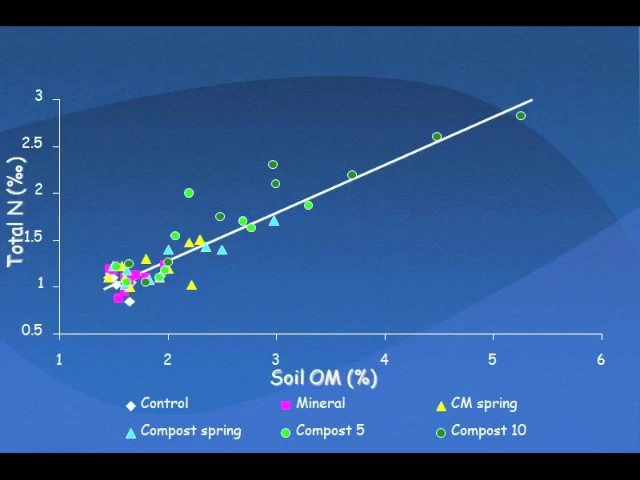 3
2.5
2
1.5
1
0.5
Total N (‰)
1 2 3 4 5 6
Soil OM (%)
Control Mineral CM spring
Compost spring Compost 5 Compost 10